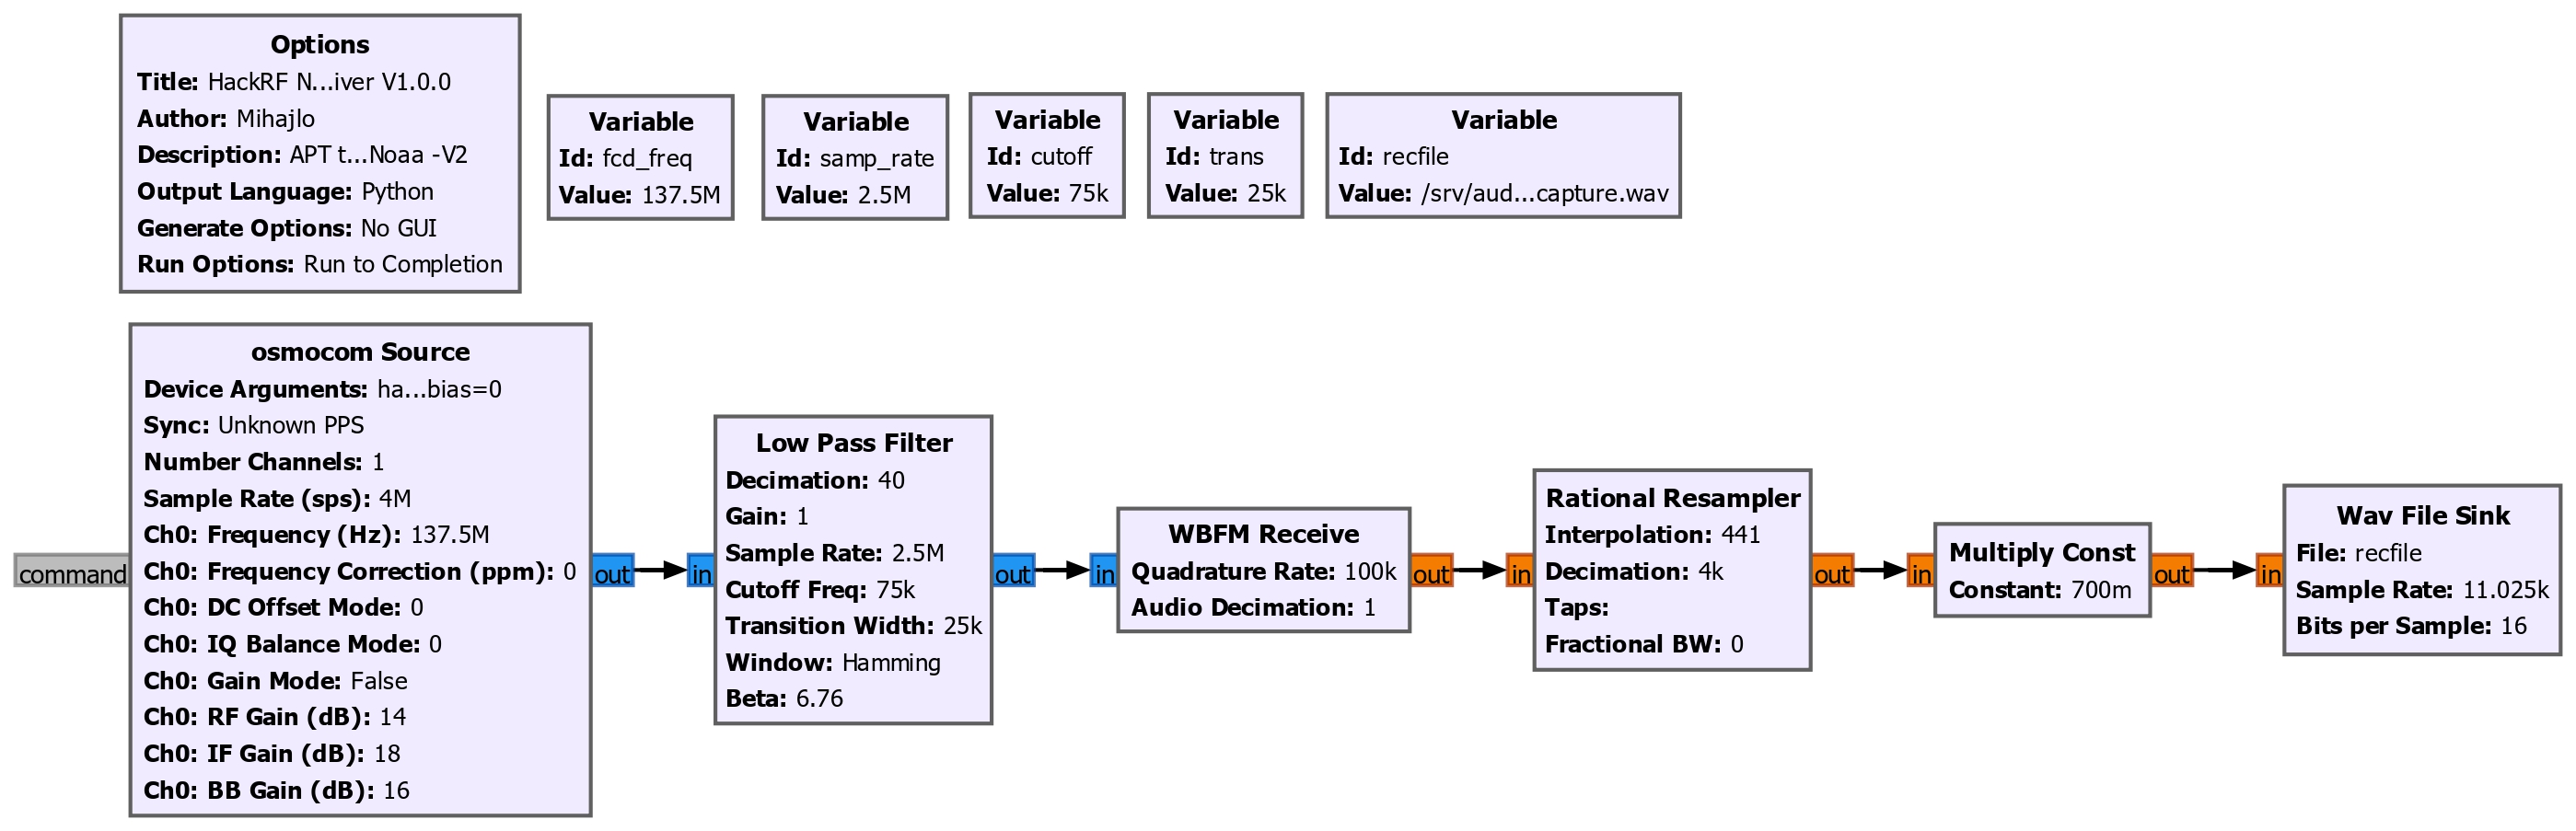 Options
Title: HackRF N...iver V1.0.0
Author: Mihajlo
Description: APT t...Noaa -V2
Output Language: Python
Generate Options: No GUI
Run Options: Run to Completion
Variable
Id: fcd_freq
Value: 137.5M
Variable
Id: samp_rate
Value: 2.5M
Variable
Id: cutoff
Value: 75k
Variable
Id: trans
Value: 25k
Variable
Id: recfile
Value: /srv/aud...capture.wav
command
osmocom Source
Device Arguments: ha...bias=0
Sync: Unknown PPS
Number Channels: 1
Sample Rate (sps): 4M
Ch0: Frequency (Hz): 137.5M
Ch0: Frequency Correction (ppm): 0
Ch0: DC Offset Mode: 0
Ch0: IQ Balance Mode: 0
Ch0: Gain Mode: False
Ch0: RF Gain (dB): 14
Ch0: IF Gain (dB): 18
Ch0: BB Gain (dB): 16
out
in
Low Pass Filter
Decimation: 40
Gain: 1
Sample Rate: 2.5M
Cutoff Freq: 75k
Transition Width: 25k
Window: Hamming
Beta: 6.76
out
in
WBFM Receive
Quadrature Rate: 100k
Audio Decimation: 1
out
in
Rational Resampler
Interpolation: 441
Decimation: 4k
Taps:
Fractional BW: 0
out
in
Multiply Const
Constant: 700m
out
in
Wav File Sink
File: recfile
Sample Rate: 11.025k
Bits per Sample: 16